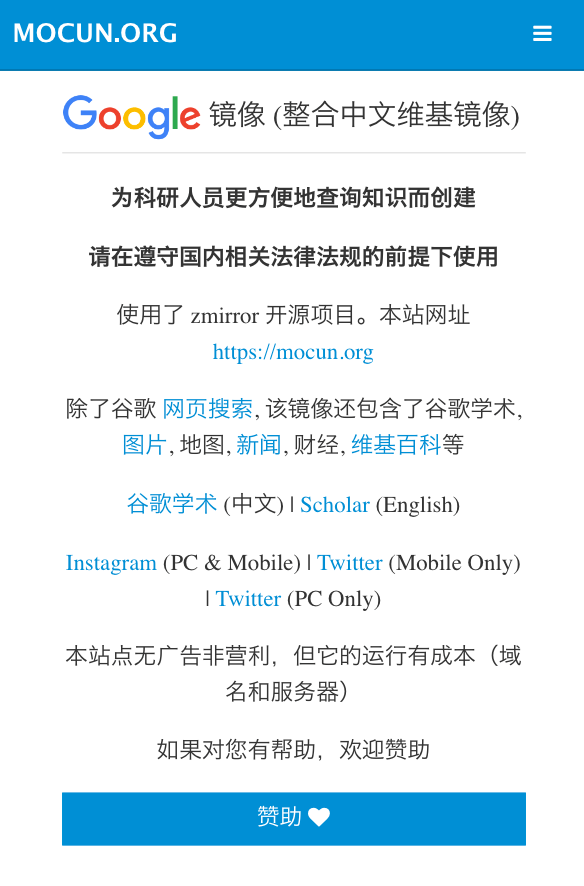 MOCUN.ORG
Google 镜像 (整合中文维基镜像)
为科研人员更方便地查询知识而创建
请在遵守国内相关法律法规的前提下使用
使用了 zmirror 开源项目。本站网址
https://mocun.org
除了谷歌 网页搜索, 该镜像还包含了谷歌学术,
图片, 地图, 新闻, 财经, 维基百科等
谷歌学术 (中文) | Scholar (English)
Instagram (PC & Mobile) | Twitter (Mobile Only)
| Twitter (PC Only)
本站点无广告非营利，但它的运行有成本（域
名和服务器）
如果对您有帮助，欢迎赞助
赞助